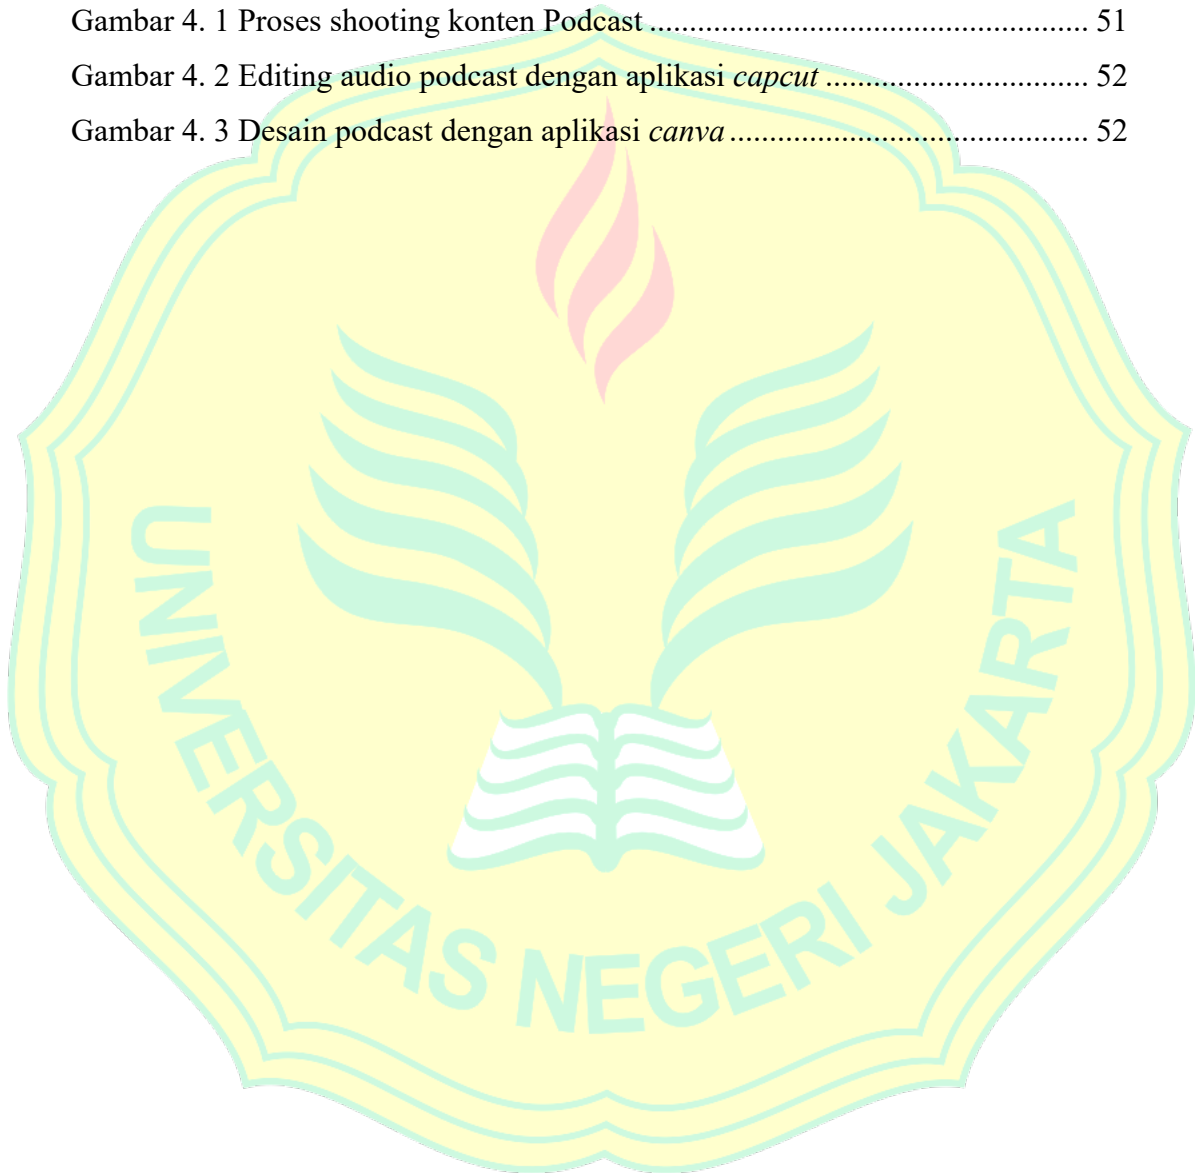 Gambar 4. 1 Proses shooting konten Podcast ...................................................... 51
Gambar 4. 2 Editing audio podcast dengan aplikasi capcut ................................ 52
Gambar 4. 3 Desain podcast dengan aplikasi canva ............................................ 52
UNIVERSITAS NEGERI JAKARTA